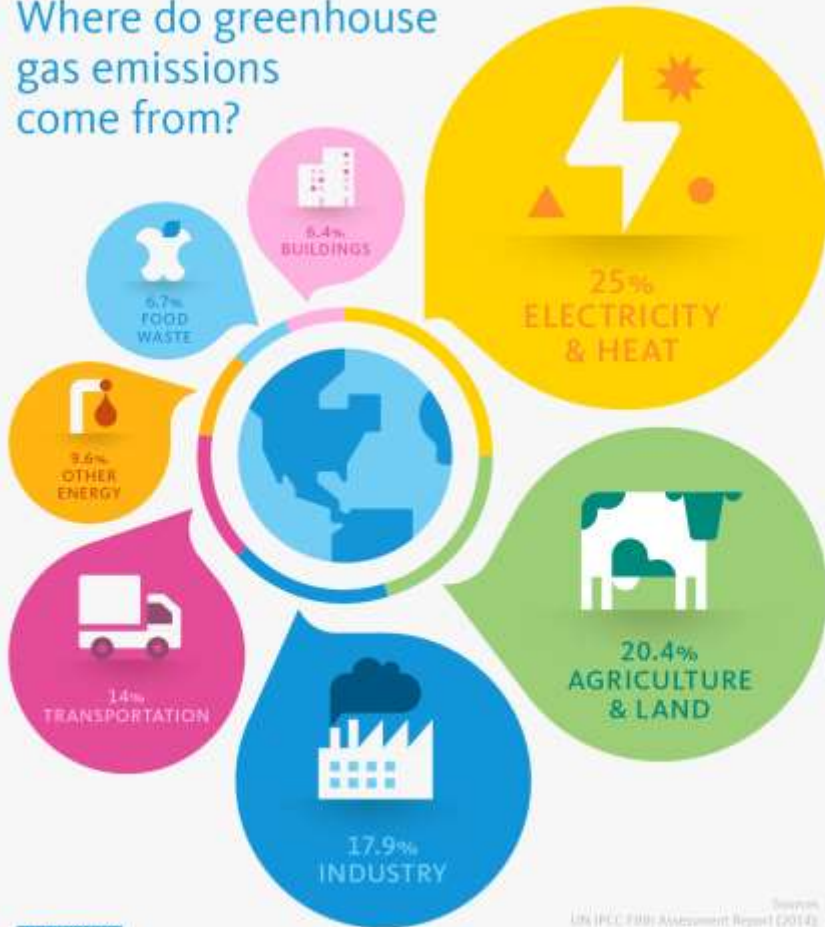 Where do greenhouse
gas emissions
come from?
6.4%
BUILDINGS
25%
ELECTRICITY
& HEAT
6.7%
FOOD
WASTE
9.6%
OTHER
ENERGY
20.4%
AGRICULTURE
& LAND
14%
TRANSPORTATION
17.9%
INDUSTRY
Sources
UN IPCC Fifth Assessment Report (2014);